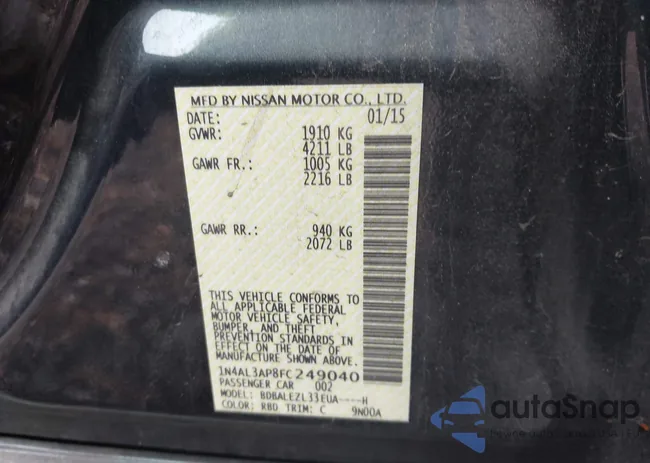 MFD BY NISSAN MOTOR CO., LTD.
DATE: 01/15
GVWR: 1910 KG
4211 LB
GAWR FR.: 1005 KG
2216 LB
GAWR RR.: 940 KG
2072 LB
THIS VEHICLE CONFORMS TO
ALL APPLICABLE FEDERAL
MOTOR VEHICLE SAFETY,
BUMPER, AND THEFT
PREVENTION STANDARDS IN
EFFECT ON THE DATE OF
MANUFACTURE SHOWN ABOVE.
1N4AL3AP8FC249040
PASSENGER CAR 002
MODEL: BDBALEZL33EUA----H
COLOR: RBD TRIM: C 9N00A
autoSnap